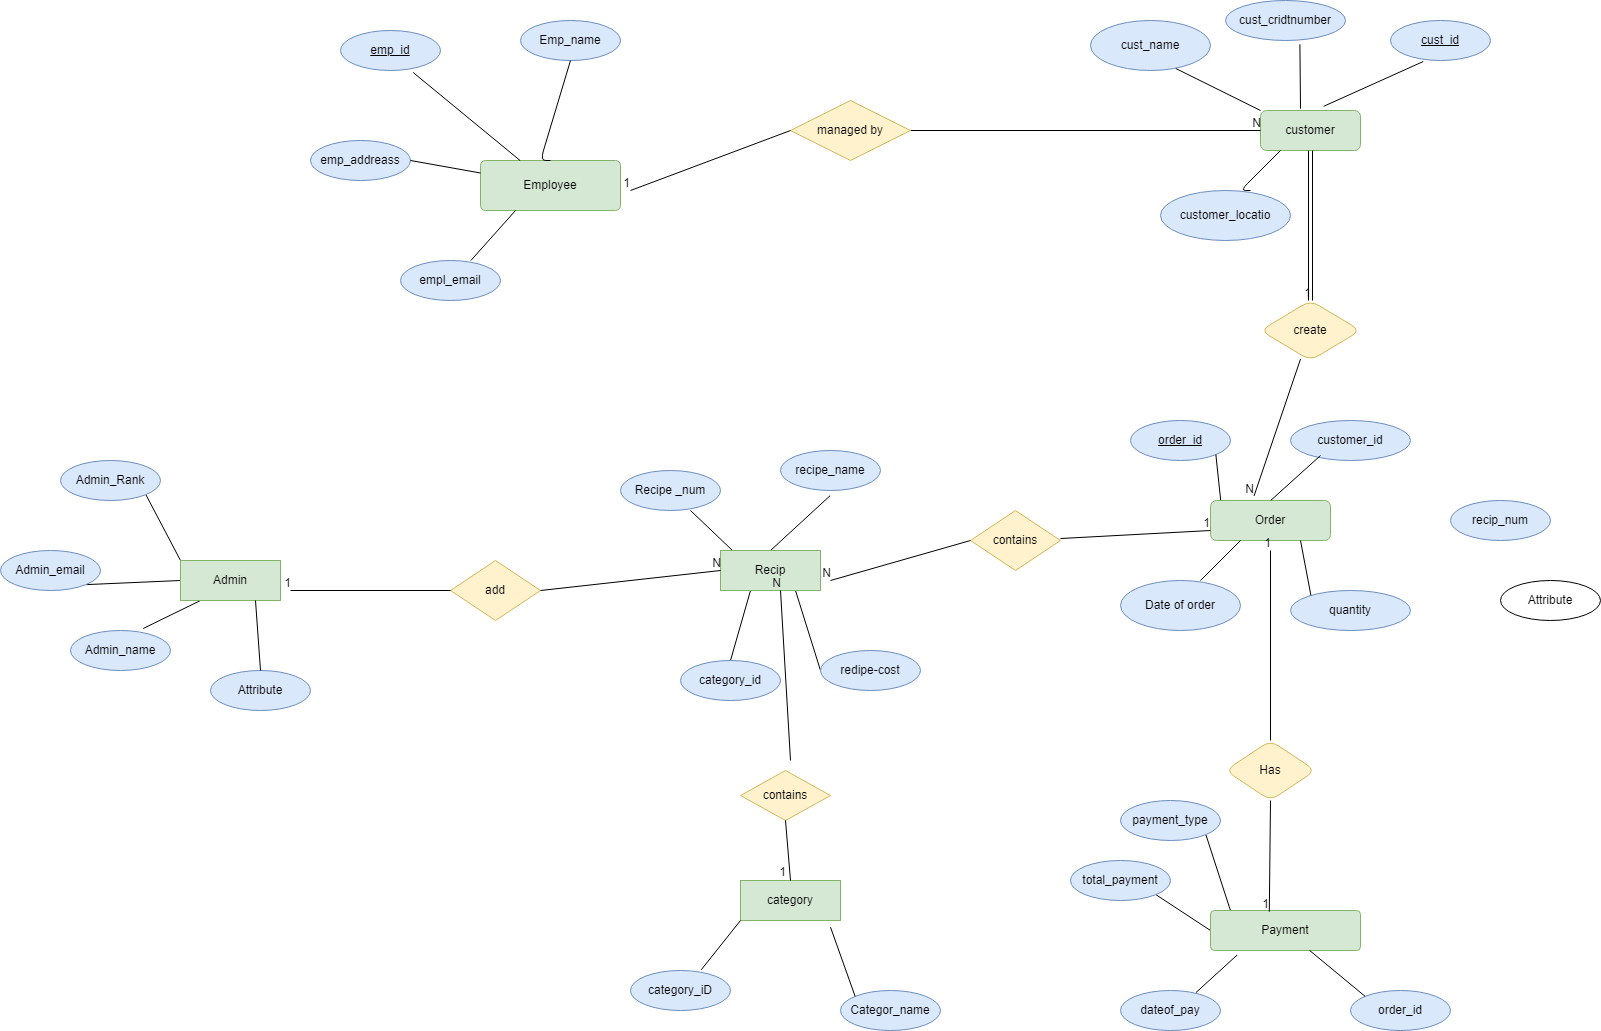 cust_cridtnumber
emp_id
Emp_name
cust_name
cust_id
managed by
N
customer
emp_addreass
Employee
1
customer_locatio
empl_email
1
create
order_id
customer_id
Admin_Rank
Recipe _num
recipe_name
N
Order
recip_num
1
1
contains
Admin_email
Admin
1
add
N
Recip
N
N
Date of order
quantity
Attribute
Admin_name
category_id
redipe-cost
Attribute
Has
contains
payment_type
1
total_payment
category
1
Payment
category_iD
Categor_name
dateof_pay
order_id